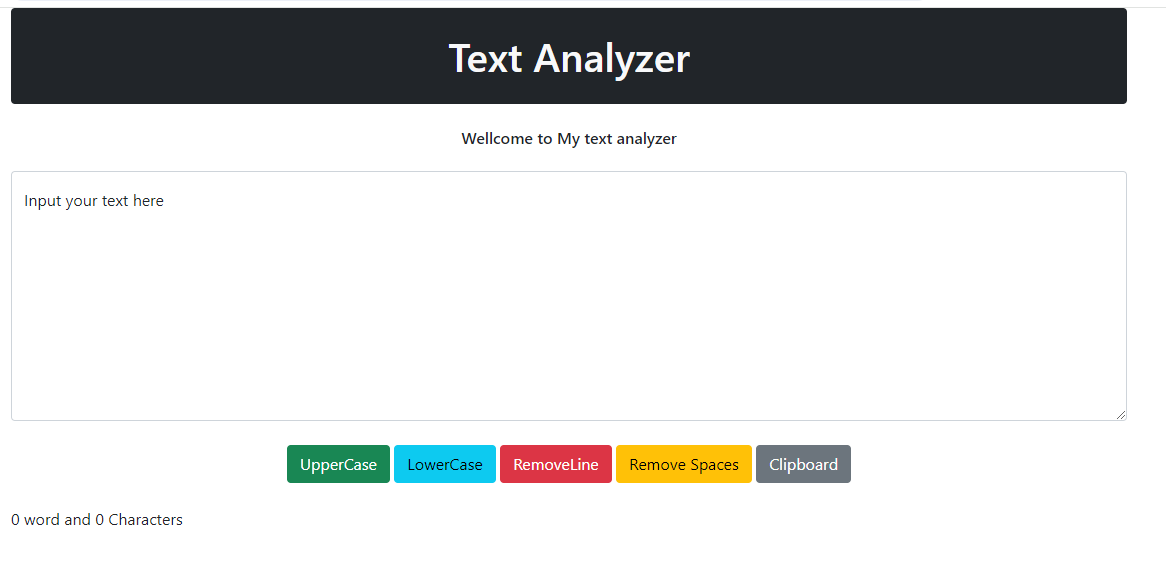 Text Analyzer
Wellcome to My text analyzer
Input your text here
UpperCase LowerCase RemoveLine Remove Spaces Clipboard
0 word and 0 Characters